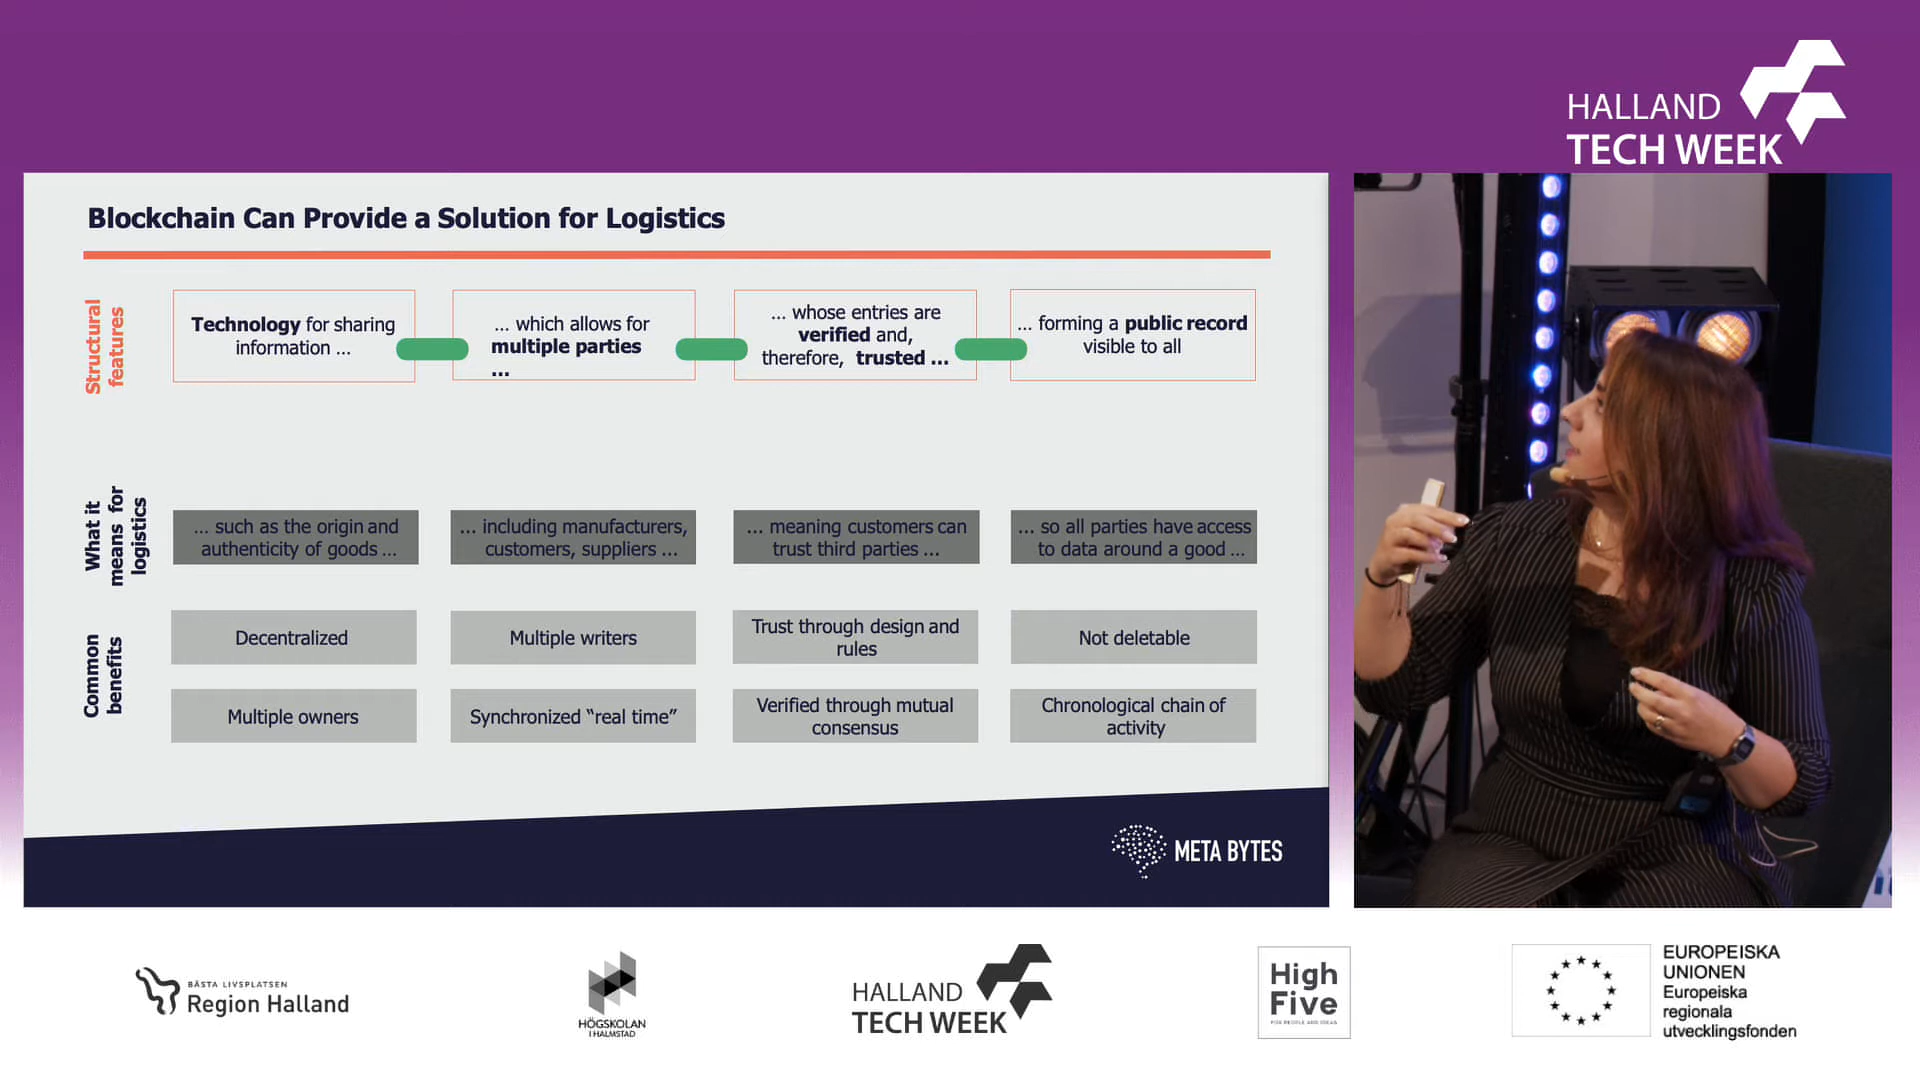 HALLAND
TECH WEEK
Blockchain Can Provide a Solution for Logistics
Structural
features
Technology for sharing
information ...
... which allows for
multiple parties
...
... whose entries are
verified and,
therefore, trusted ...
... forming a public record
visible to all
What it
means for
logistics
... such as the origin and
authenticity of goods ...
... including manufacturers,
customers, suppliers ...
... meaning customers can
trust third parties ...
... so all parties have access
to data around a good ...
Common
benefits
Decentralized
Multiple writers
Trust through design and
rules
Not deletable
Multiple owners
Synchronized “real time”
Verified through mutual
consensus
Chronological chain of
activity
META BYTES
BÄSTA LIVSPLATSEN
Region Halland
HÖGSKOLAN
I HALMSTAD
HALLAND
TECH WEEK
High
Five
FOR PEOPLE AND IDEAS
EUROPEISKA
UNIONEN
Europeiska
regionala
utvecklingsfonden